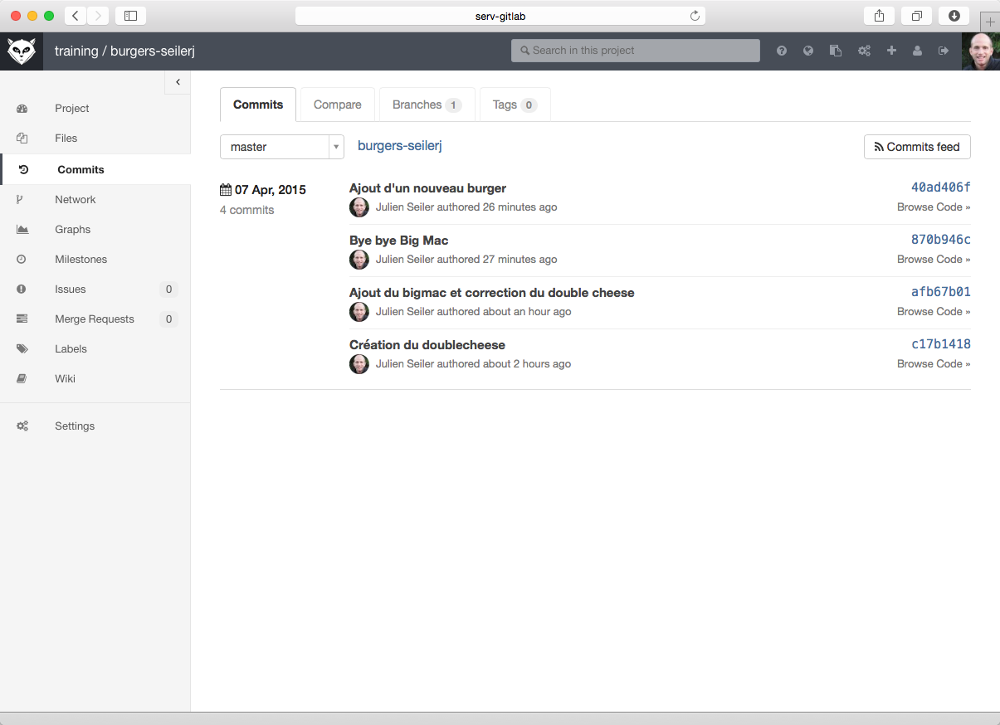 serv-gitlab
training / burgers-seilerj
Search in this project
Project
Files
Commits
Network
Graphs
Milestones
Issues 0
Merge Requests 0
Labels
Wiki
Settings
Commits Compare Branches 1 Tags 0
master burgers-seilerj Commits feed
07 Apr, 2015
4 commits
Ajout d'un nouveau burger 40ad406f
Julien Seiler authored 26 minutes ago Browse Code »
Bye bye Big Mac 870b946c
Julien Seiler authored 27 minutes ago Browse Code »
Ajout du bigmac et correction du double cheese afb67b01
Julien Seiler authored about an hour ago Browse Code »
Création du doublecheese c17b1418
Julien Seiler authored about 2 hours ago Browse Code »